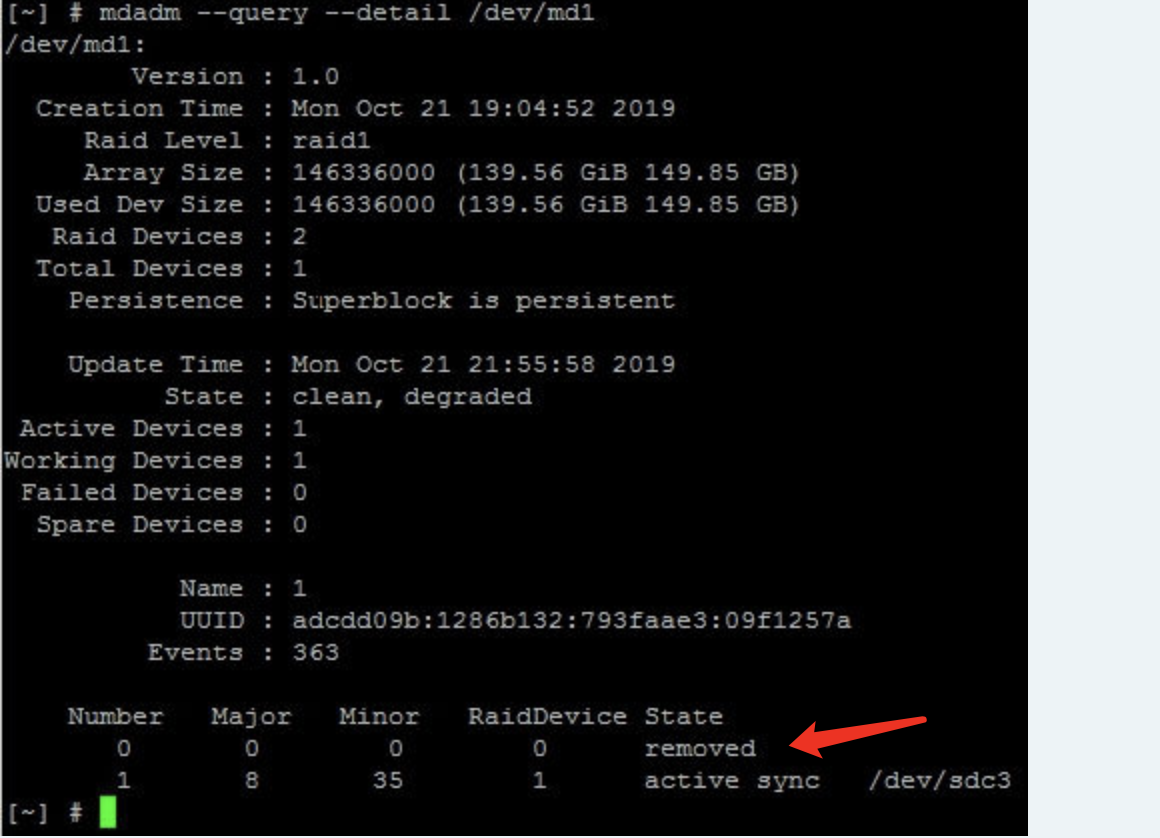 [~] # mdadm --query --detail /dev/md1
/dev/md1:
Version : 1.0
Creation Time : Mon Oct 21 19:04:52 2019
Raid Level : raid1
Array Size : 146336000 (139.56 GiB 149.85 GB)
Used Dev Size : 146336000 (139.56 GiB 149.85 GB)
Raid Devices : 2
Total Devices : 1
Persistence : Superblock is persistent
Update Time : Mon Oct 21 21:55:58 2019
State : clean, degraded
Active Devices : 1
Working Devices : 1
Failed Devices : 0
Spare Devices : 0
Name : 1
UUID : adcdd09b:1286b132:793faae3:09f1257a
Events : 363
Number Major Minor RaidDevice State
0 0 0 0 removed
1 8 35 1 active sync /dev/sdc3
[~] #